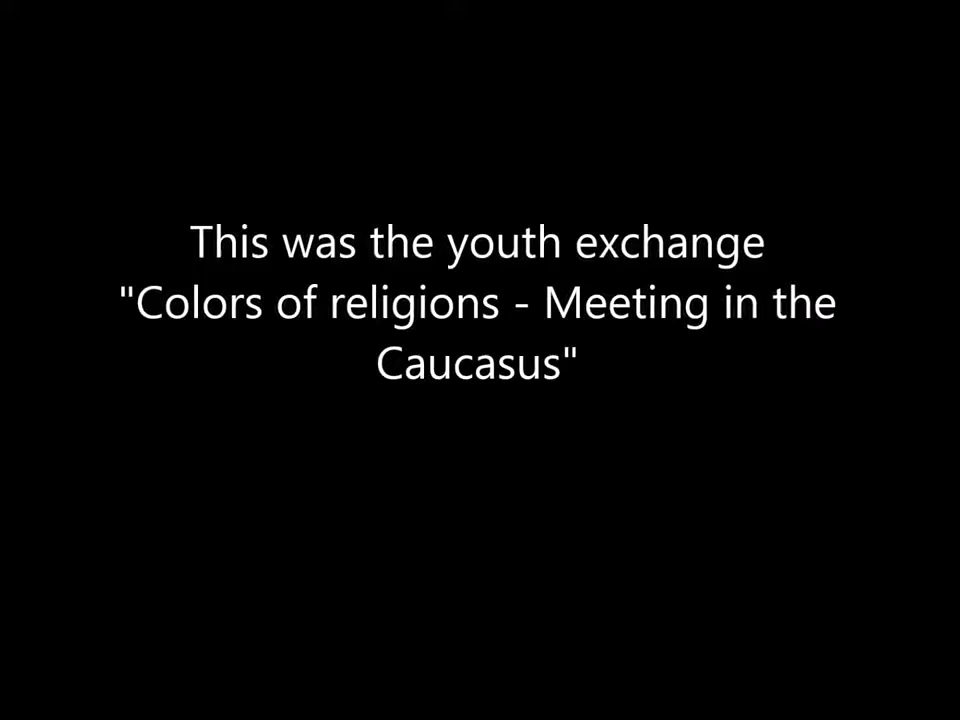 This was the youth exchange
"Colors of religions - Meeting in the
Caucasus"